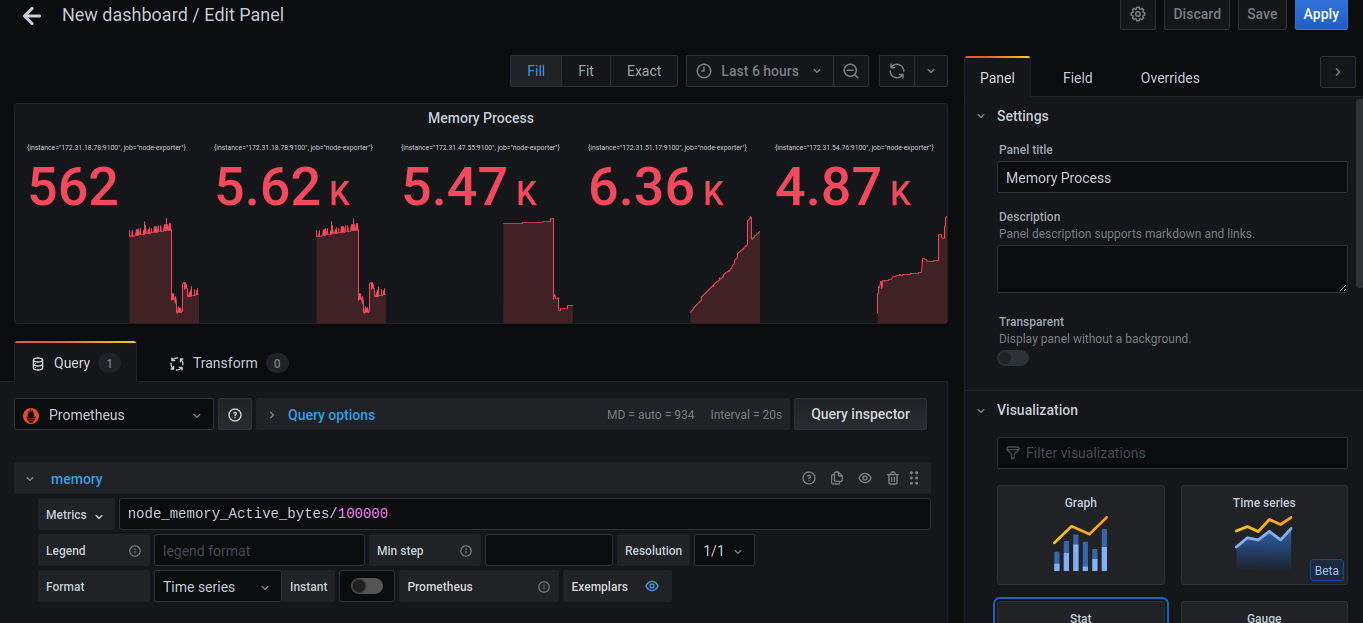 New dashboard / Edit Panel
Discard
Save
Apply
Fill
Fit
Exact
Last 6 hours
Panel
Field
Overrides
Memory Process
{instance="172.31.18.78:9100", job="node-exporter"}
{instance="172.31.18.78:9100", job="node-exporter"}
{instance="172.31.47.55:9100", job="node-exporter"}
{instance="172.31.51.17:9100", job="node-exporter"}
{instance="172.31.54.76:9100", job="node-exporter"}
562
5.62 K
5.47 K
6.36 K
4.87 K
Settings
Panel title
Memory Process
Description
Panel description supports markdown and links.
Transparent
Display panel without a background.
Query 1
Transform 0
Prometheus
Query options
MD = auto = 934
Interval = 20s
Query inspector
memory
Metrics
node_memory_Active_bytes/100000
Legend
legend format
Min step
Resolution
1/1
Format
Time series
Instant
Prometheus
Exemplars
Visualization
Filter visualizations
Graph
Time series
Beta
Stat
Gauge